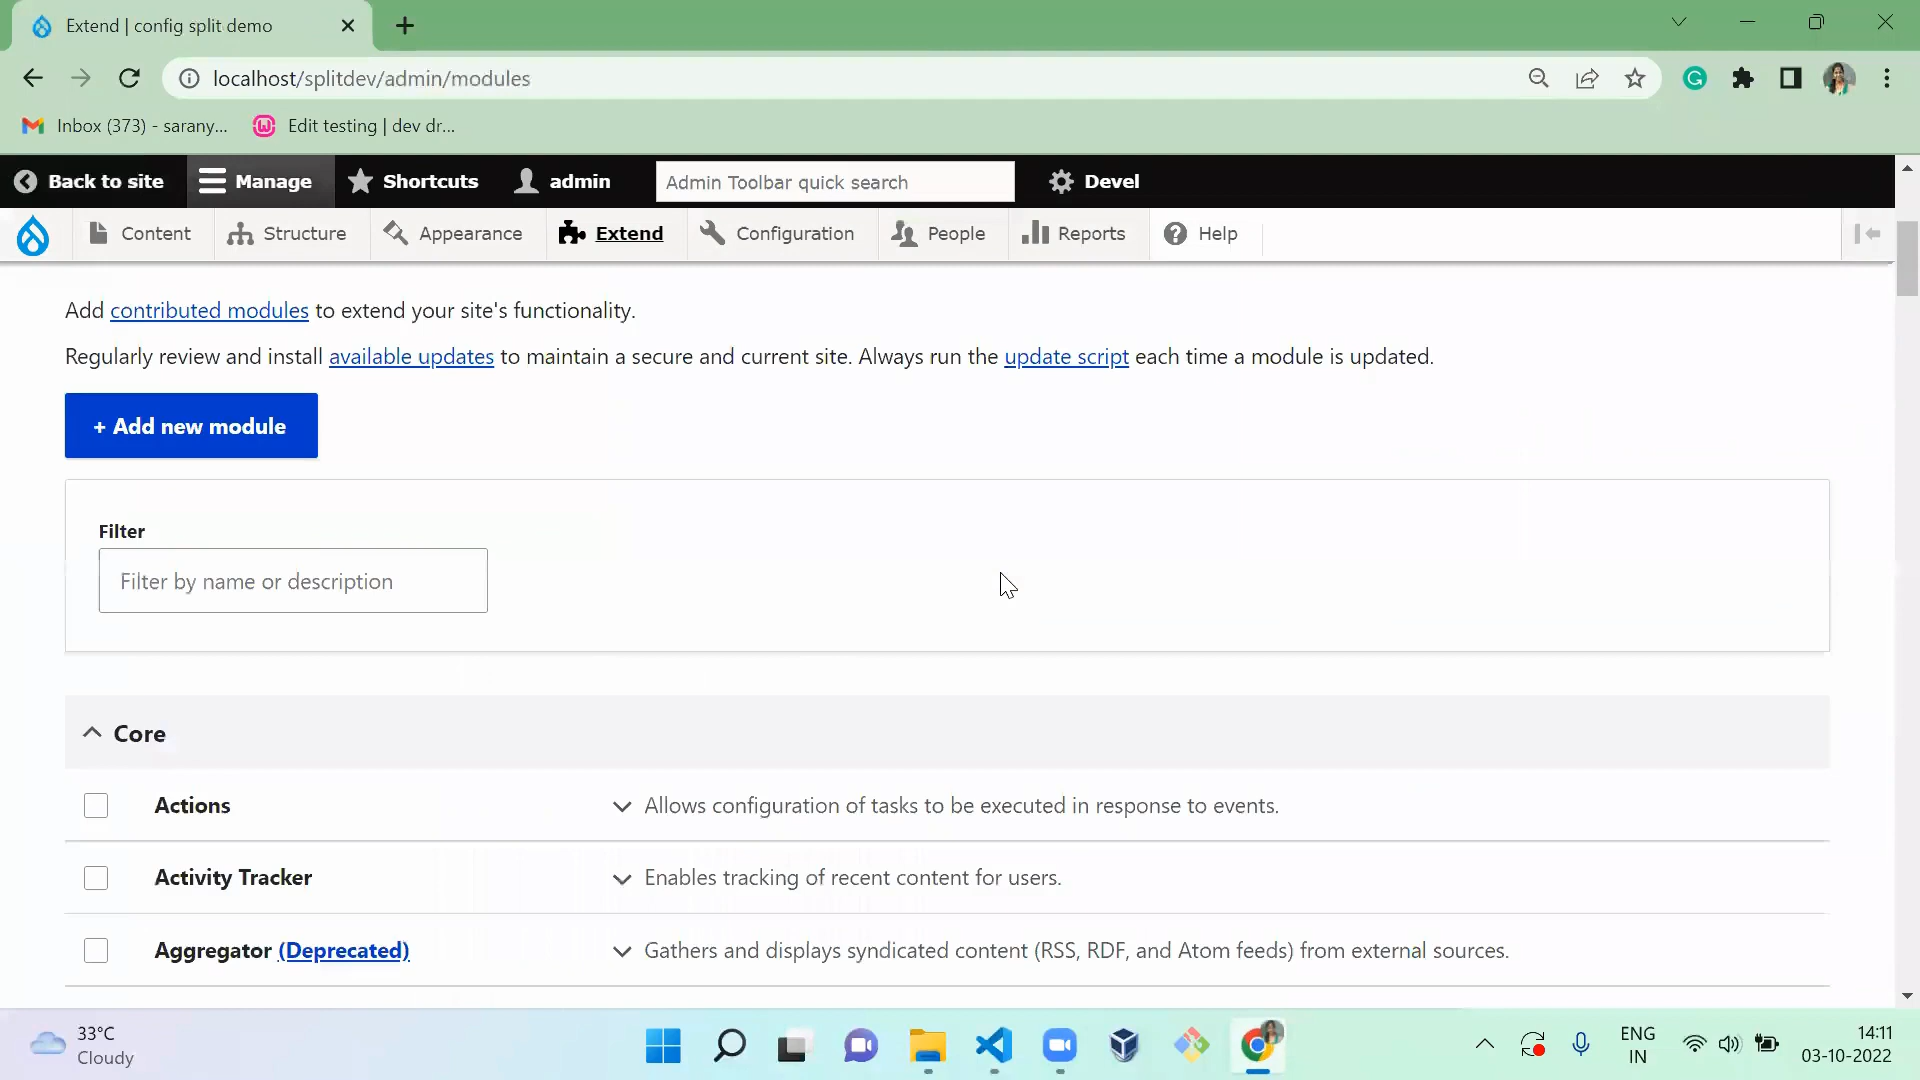 Extend | config split demo
localhost/splitdev/admin/modules
Inbox (373) - sarany... Edit testing | dev dr...
Back to site Manage Shortcuts admin Admin Toolbar quick search Devel
Content Structure Appearance Extend Configuration People Reports Help
Add contributed modules to extend your site's functionality.
Regularly review and install available updates to maintain a secure and current site. Always run the update script each time a module is updated.
+ Add new module
Filter
Filter by name or description
Core
Actions Allows configuration of tasks to be executed in response to events.
Activity Tracker Enables tracking of recent content for users.
Aggregator (Deprecated) Gathers and displays syndicated content (RSS, RDF, and Atom feeds) from external sources.
33°C
Cloudy
ENG
IN
14:11
03-10-2022